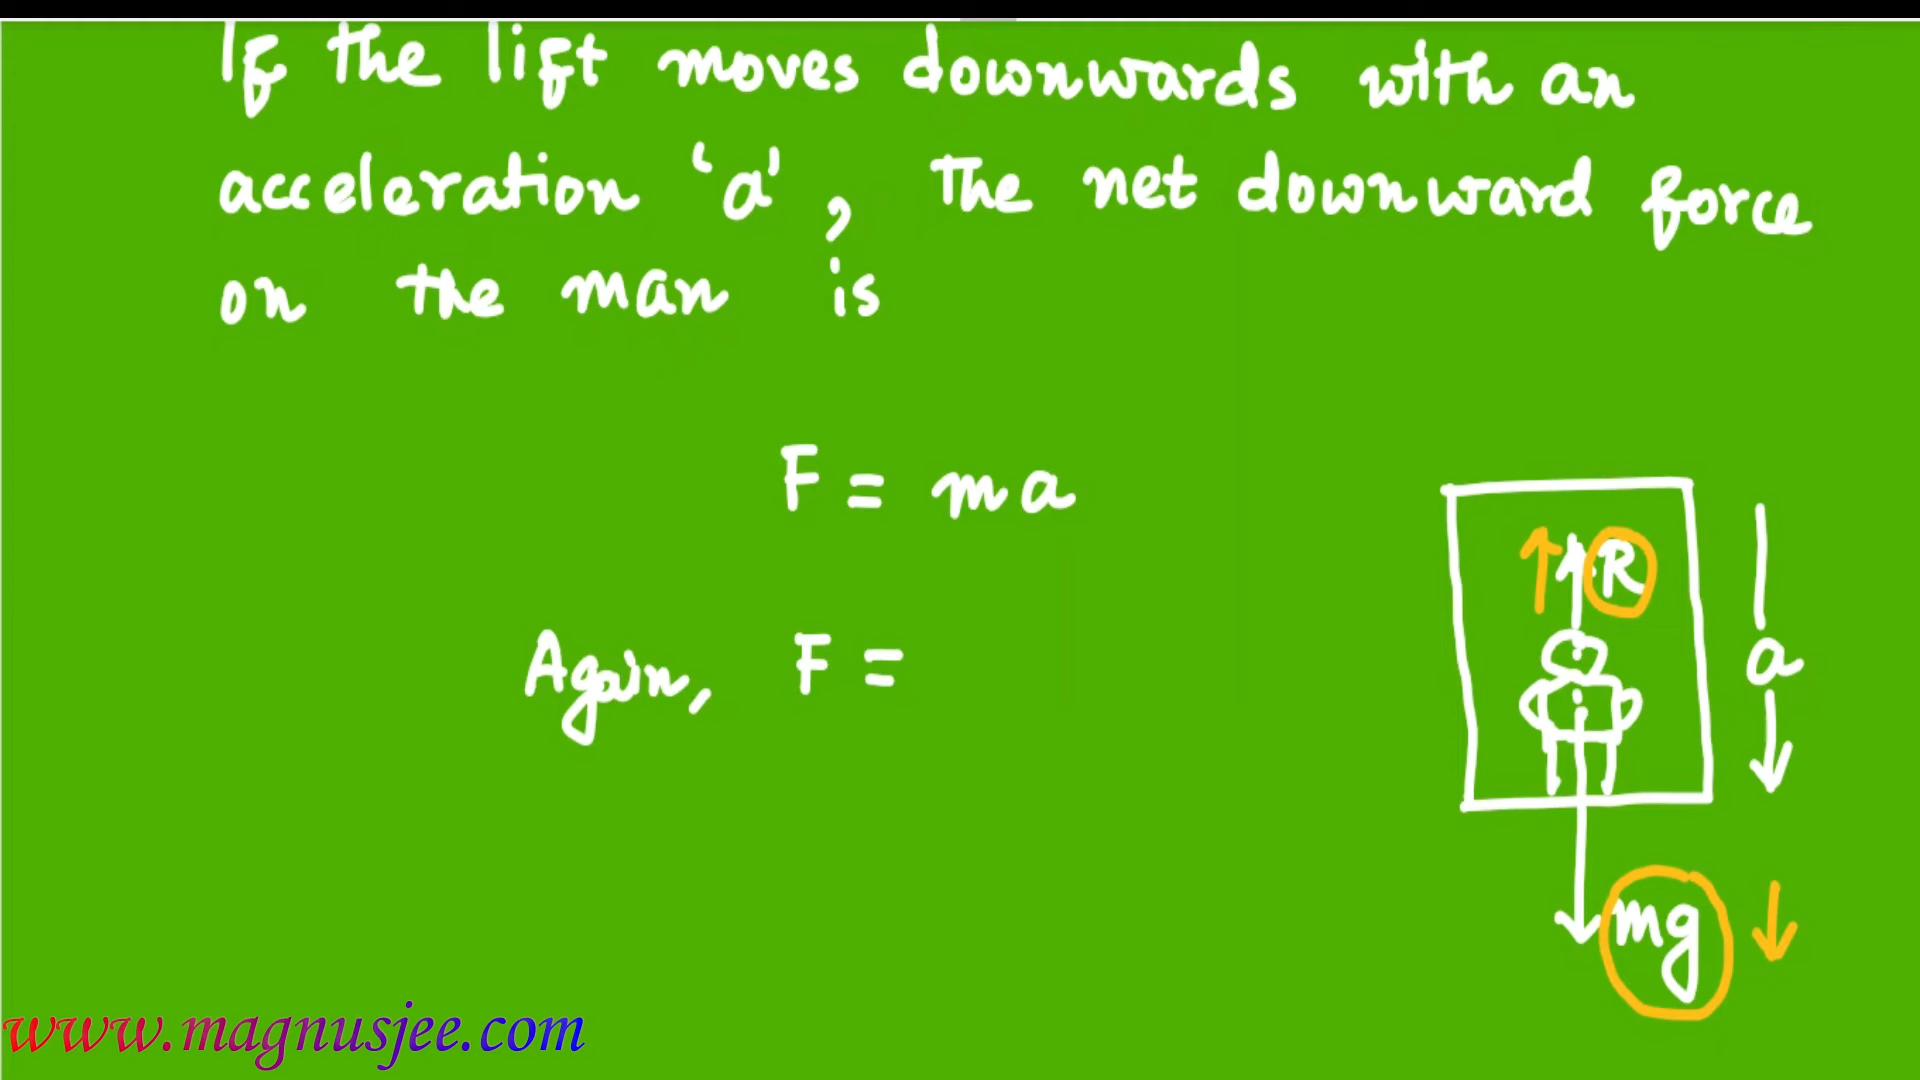 If the lift moves downwards with an
acceleration 'a', the net downward force
on the man is
F = ma
R
Again, F =
a
mg
www.magnusjee.com